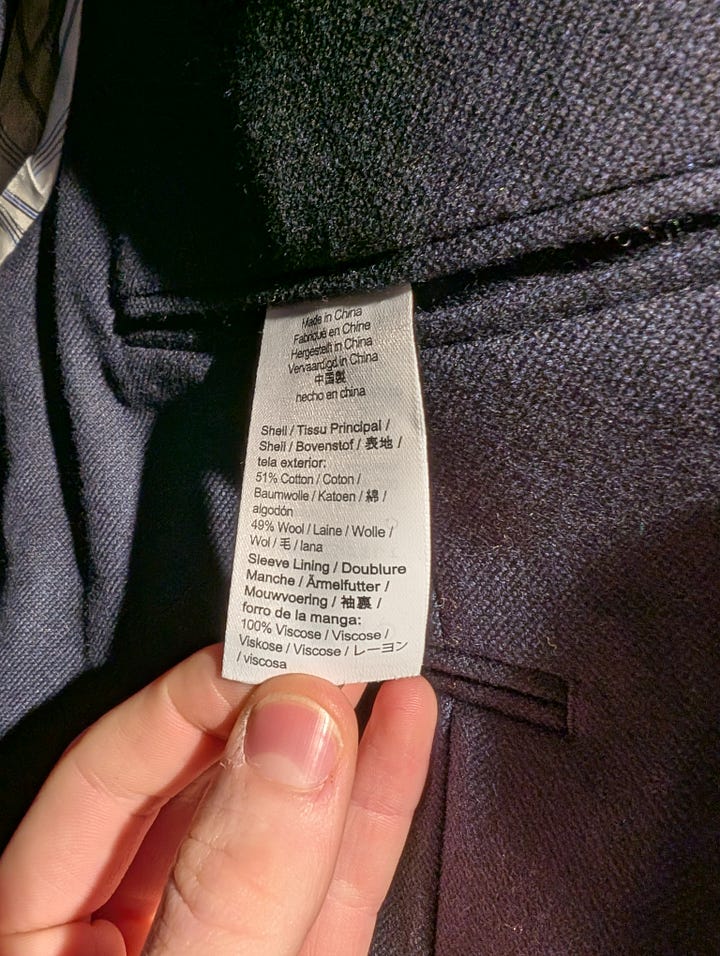 Made in China
Fabriqué en Chine
Hergestellt in China
Vervaardigd in China
中国製
hecho en china
Shell / Tissu Principal /
Shell / Bovenstof / 表地 /
tela exterior:
51% Cotton / Coton /
Baumwolle / Katoen / 綿 /
algodón
49% Wool / Laine / Wolle /
Wol / 毛 / lana
Sleeve Lining / Doublure
Manche / Ärmelfutter /
Mouwvoering / 袖裏 /
forro de la manga:
100% Viscose / Viscose /
Viskose / Viscose / レーヨン
/ viscosa